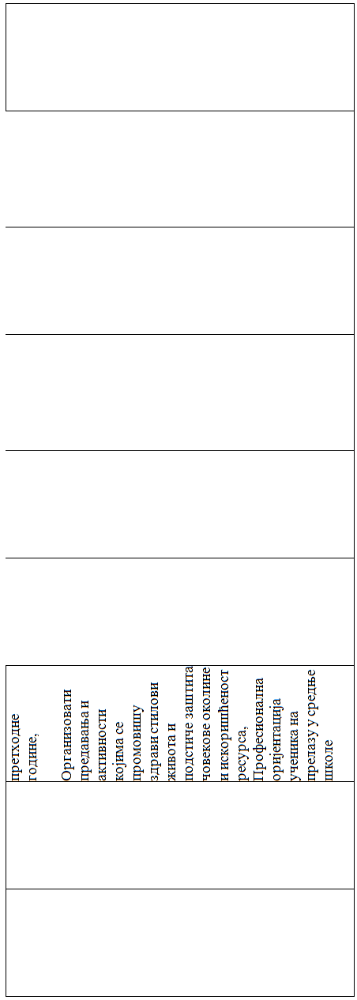 претходне
године,
Организовати
предавања и
активности
којима се
промовишу
здрави стилови
живота и
подстиче заштита
човекове околине
и искоришћеност
ресурса,
Професионална
оријентација
ученика на
прелазу у средње
школе